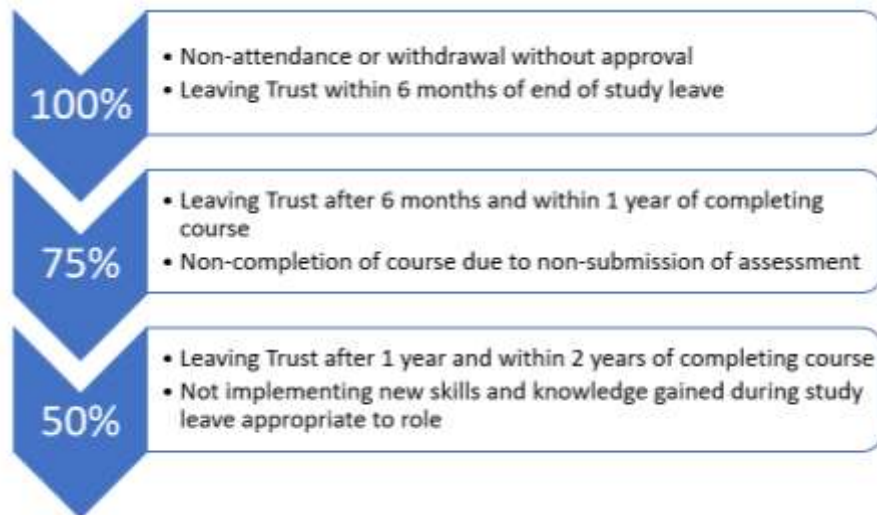 100%
• Non-attendance or withdrawal without approval
• Leaving Trust within 6 months of end of study leave
75%
• Leaving Trust after 6 months and within 1 year of completing
course
• Non-completion of course due to non-submission of assessment
50%
• Leaving Trust after 1 year and within 2 years of completing course
• Not implementing new skills and knowledge gained during study
leave appropriate to role